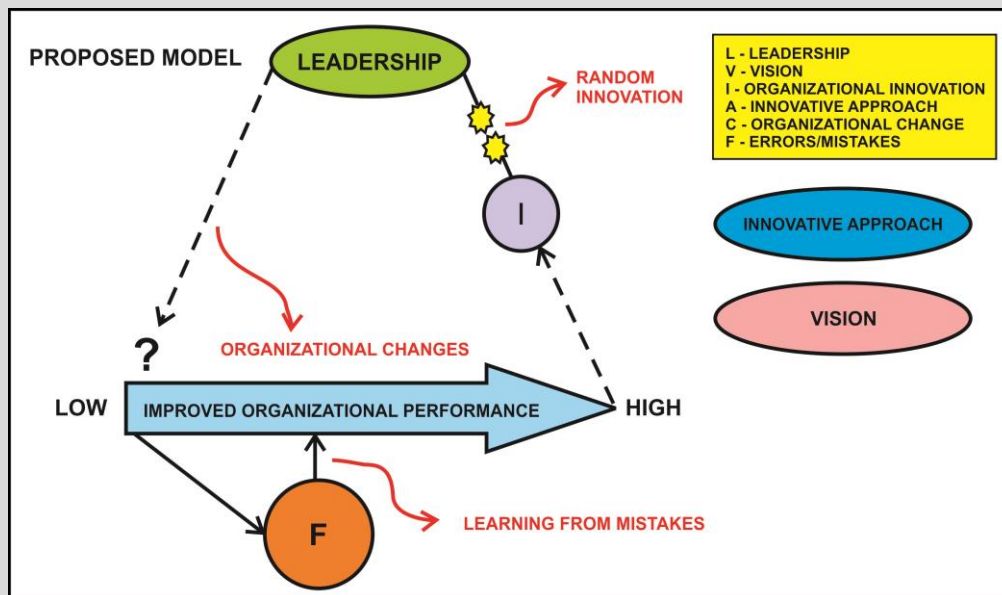 PROPOSED MODEL
LEADERSHIP
RANDOM
INNOVATION
L - LEADERSHIP
V - VISION
I - ORGANIZATIONAL INNOVATION
A - INNOVATIVE APPROACH
C - ORGANIZATIONAL CHANGE
F - ERRORS/MISTAKES
I
INNOVATIVE APPROACH
VISION
?
ORGANIZATIONAL CHANGES
LOW
IMPROVED ORGANIZATIONAL PERFORMANCE
HIGH
F
LEARNING FROM MISTAKES